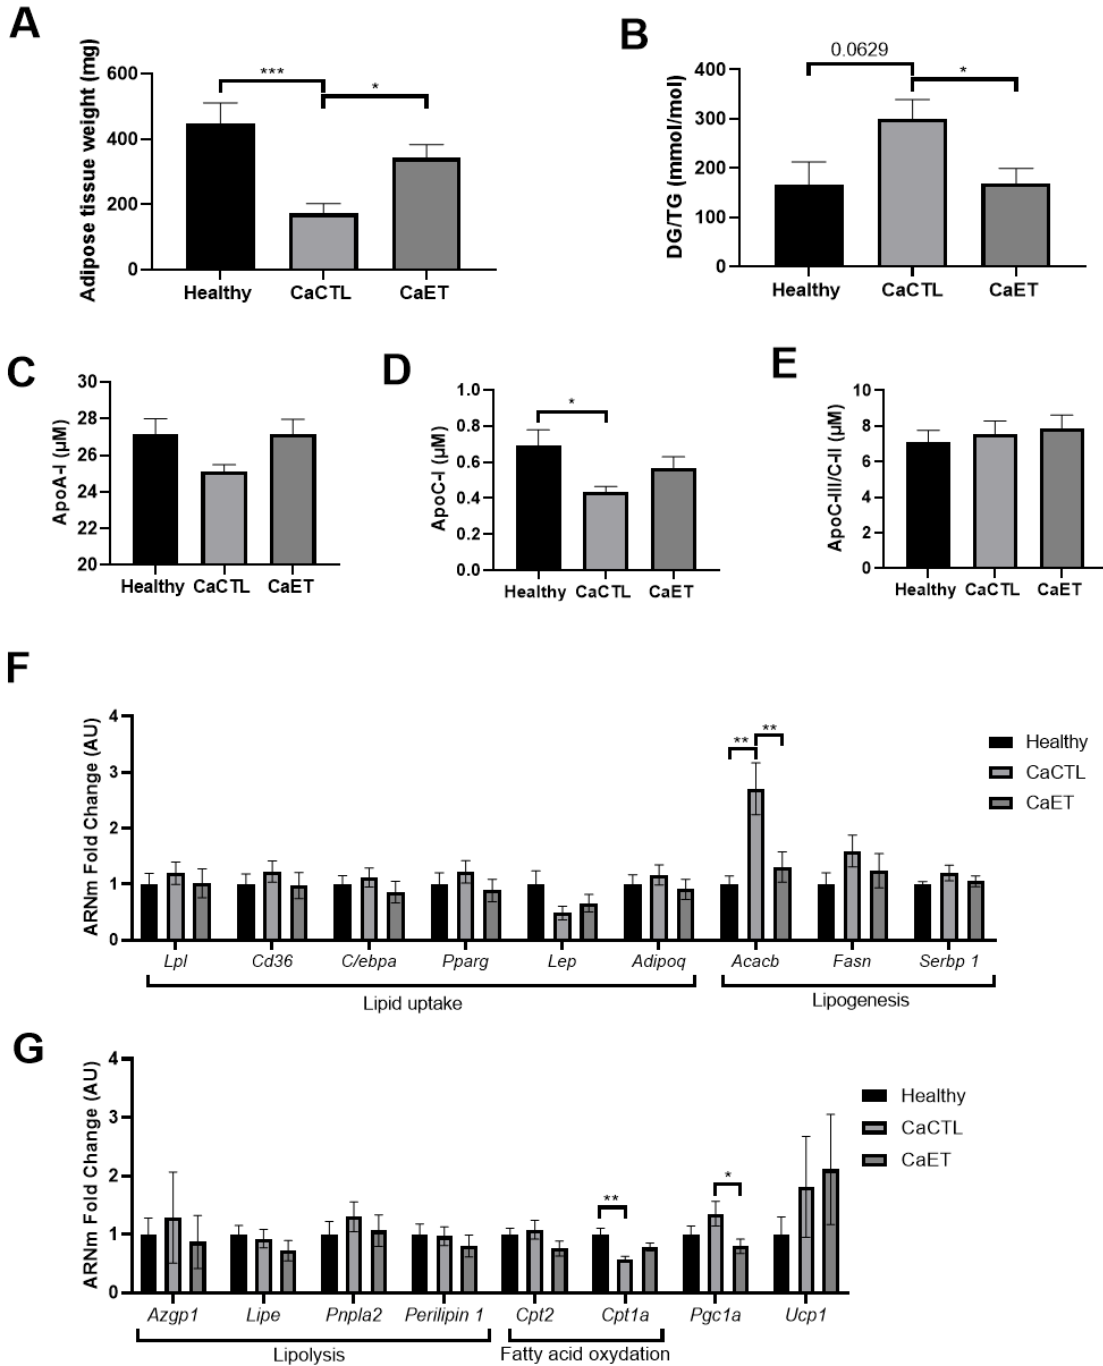 A
Adipose tissue weight (mg)
600
400
200
0
***
*
Healthy CaCTL CaET
B
DG/TG (mmol/mol)
400
300
200
100
0
0.0629
*
Healthy CaCTL CaET
C
ApoA-I (µM)
30
28
26
24
22
20
Healthy CaCTL CaET
D
ApoC-I (µM)
1.0
0.8
0.6
0.4
0.2
0.0
*
Healthy CaCTL CaET
E
ApoC-III/C-II (µM)
10
8
6
4
2
0
Healthy CaCTL CaET
F
ARNm Fold Change (AU)
4
3
2
1
0
** **
Healthy
CaCTL
CaET
Lpl Cd36 C/ebpa Pparg Lep Adipoq Acacb Fasn Serbp 1
Lipid uptake Lipogenesis
G
ARNm Fold Change (AU)
4
3
2
1
0
** *
Healthy
CaCTL
CaET
Azgp1 Lipe Pnpla2 Perilipin 1 Cpt2 Cpt1a Pgc1a Ucp1
Lipolysis Fatty acid oxydation